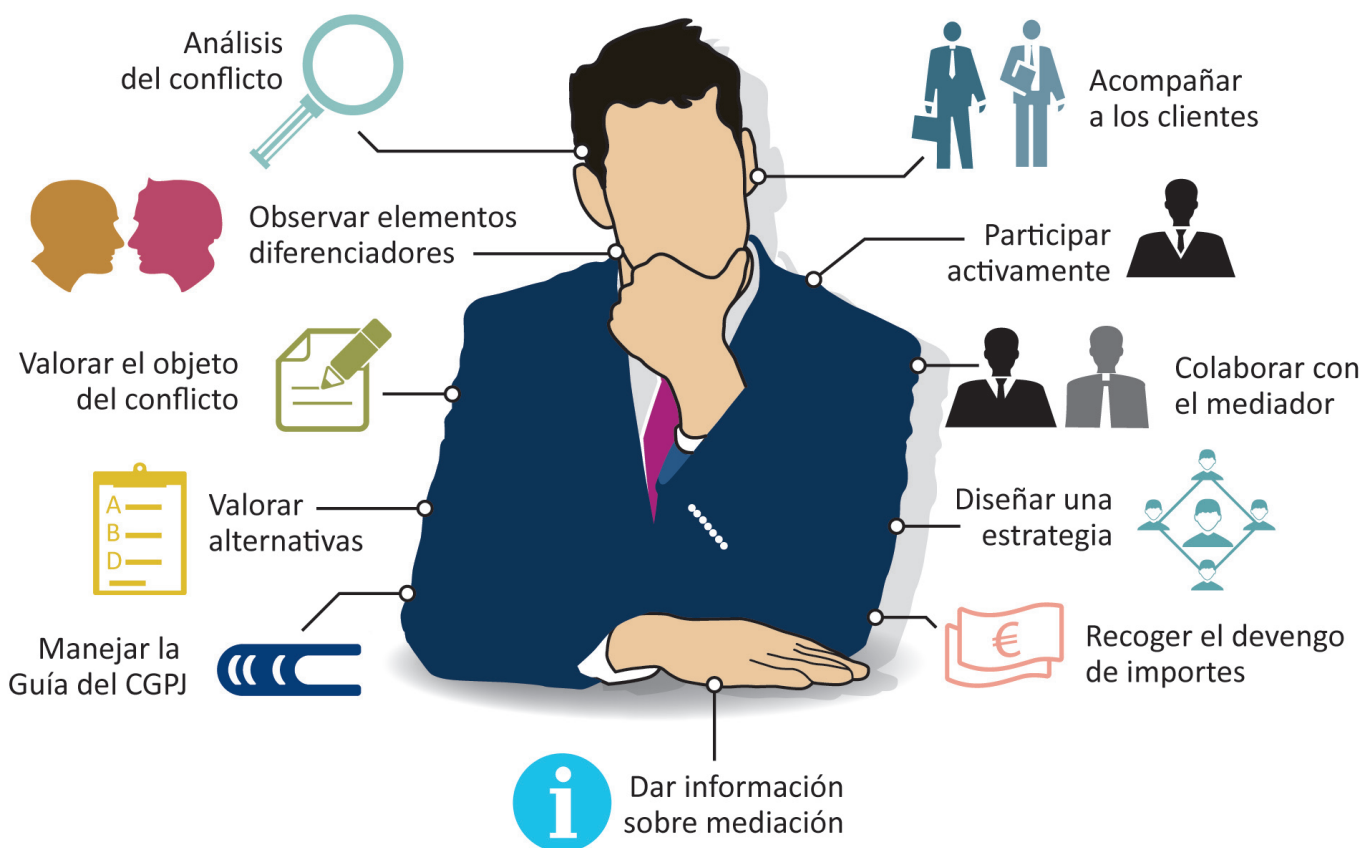 Análisis
del conflicto
Observar elementos
diferenciadores
Valorar el objeto
del conflicto
A
B
D
Valorar
alternativas
Manejar la
Guía del CGPJ
i
Dar información
sobre mediación
Acompañar
a los clientes
Participar
activamente
Colaborar con
el mediador
Diseñar una
estrategia
€
Recoger el devengo
de importes